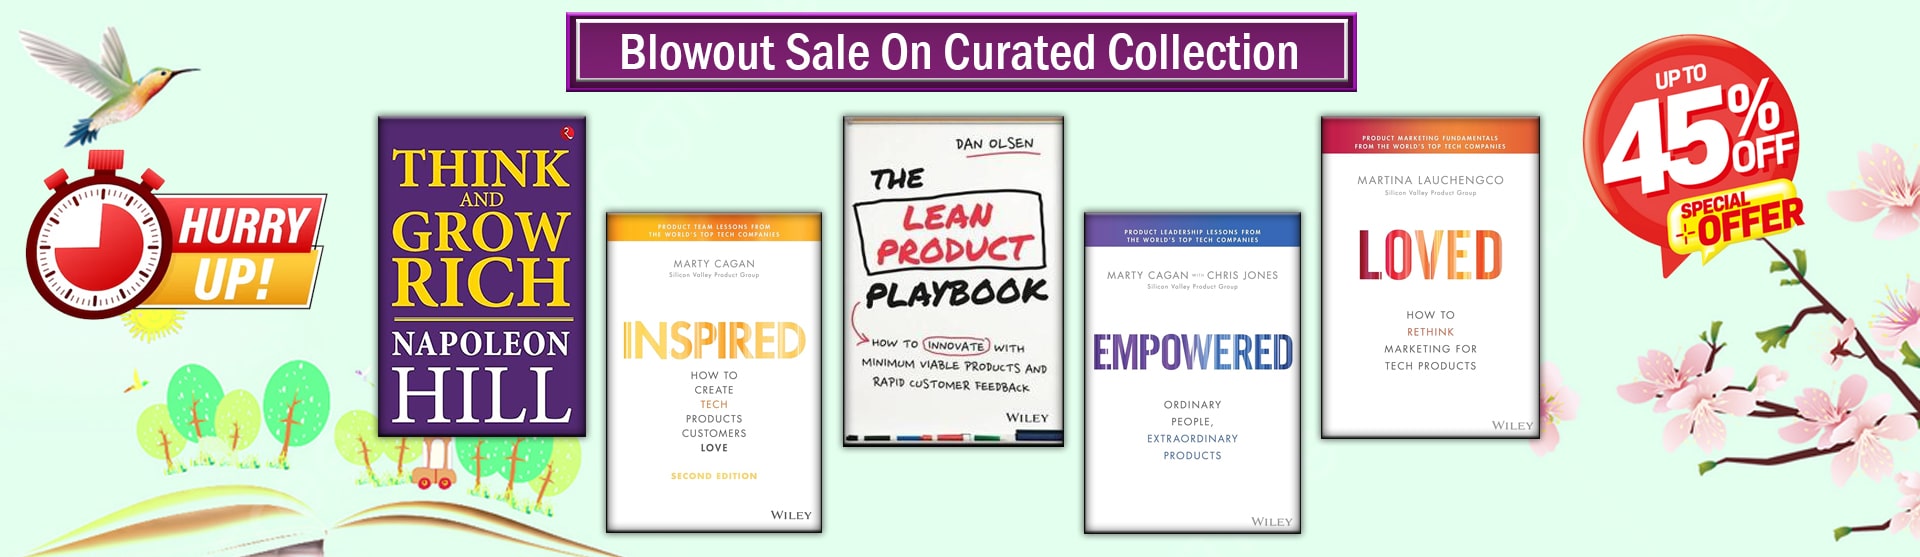 Blowout Sale On Curated Collection
HURRY
UP!
THINK
AND
GROW
RICH
NAPOLEON
HILL
PRODUCT TEAM LESSONS FROM
THE WORLD'S TOP TECH COMPANIES
MARTY CAGAN
Silicon Valley Product Group
INSPIRED
HOW TO
CREATE
TECH
PRODUCTS
CUSTOMERS
LOVE
SECOND EDITION
WILEY
DAN OLSEN
THE
LEAN
PRODUCT
PLAYBOOK
HOW TO INNOVATE WITH
MINIMUM VIABLE PRODUCTS AND
RAPID CUSTOMER FEEDBACK
WILEY
PRODUCT LEADERSHIP LESSONS FROM
THE WORLD'S TOP TECH COMPANIES
MARTY CAGAN WITH CHRIS JONES
Silicon Valley Product Group
EMPOWERED
ORDINARY
PEOPLE,
EXTRAORDINARY
PRODUCTS
WILEY
PRODUCT MARKETING FUNDAMENTALS
FROM THE WORLD'S TOP TECH COMPANIES
MARTINA LAUCHENGCO
Silicon Valley Product Group
LOVED
HOW TO
RETHINK
MARKETING FOR
TECH PRODUCTS
WILEY
UP TO
45%
OFF
SPECIAL
OFFER